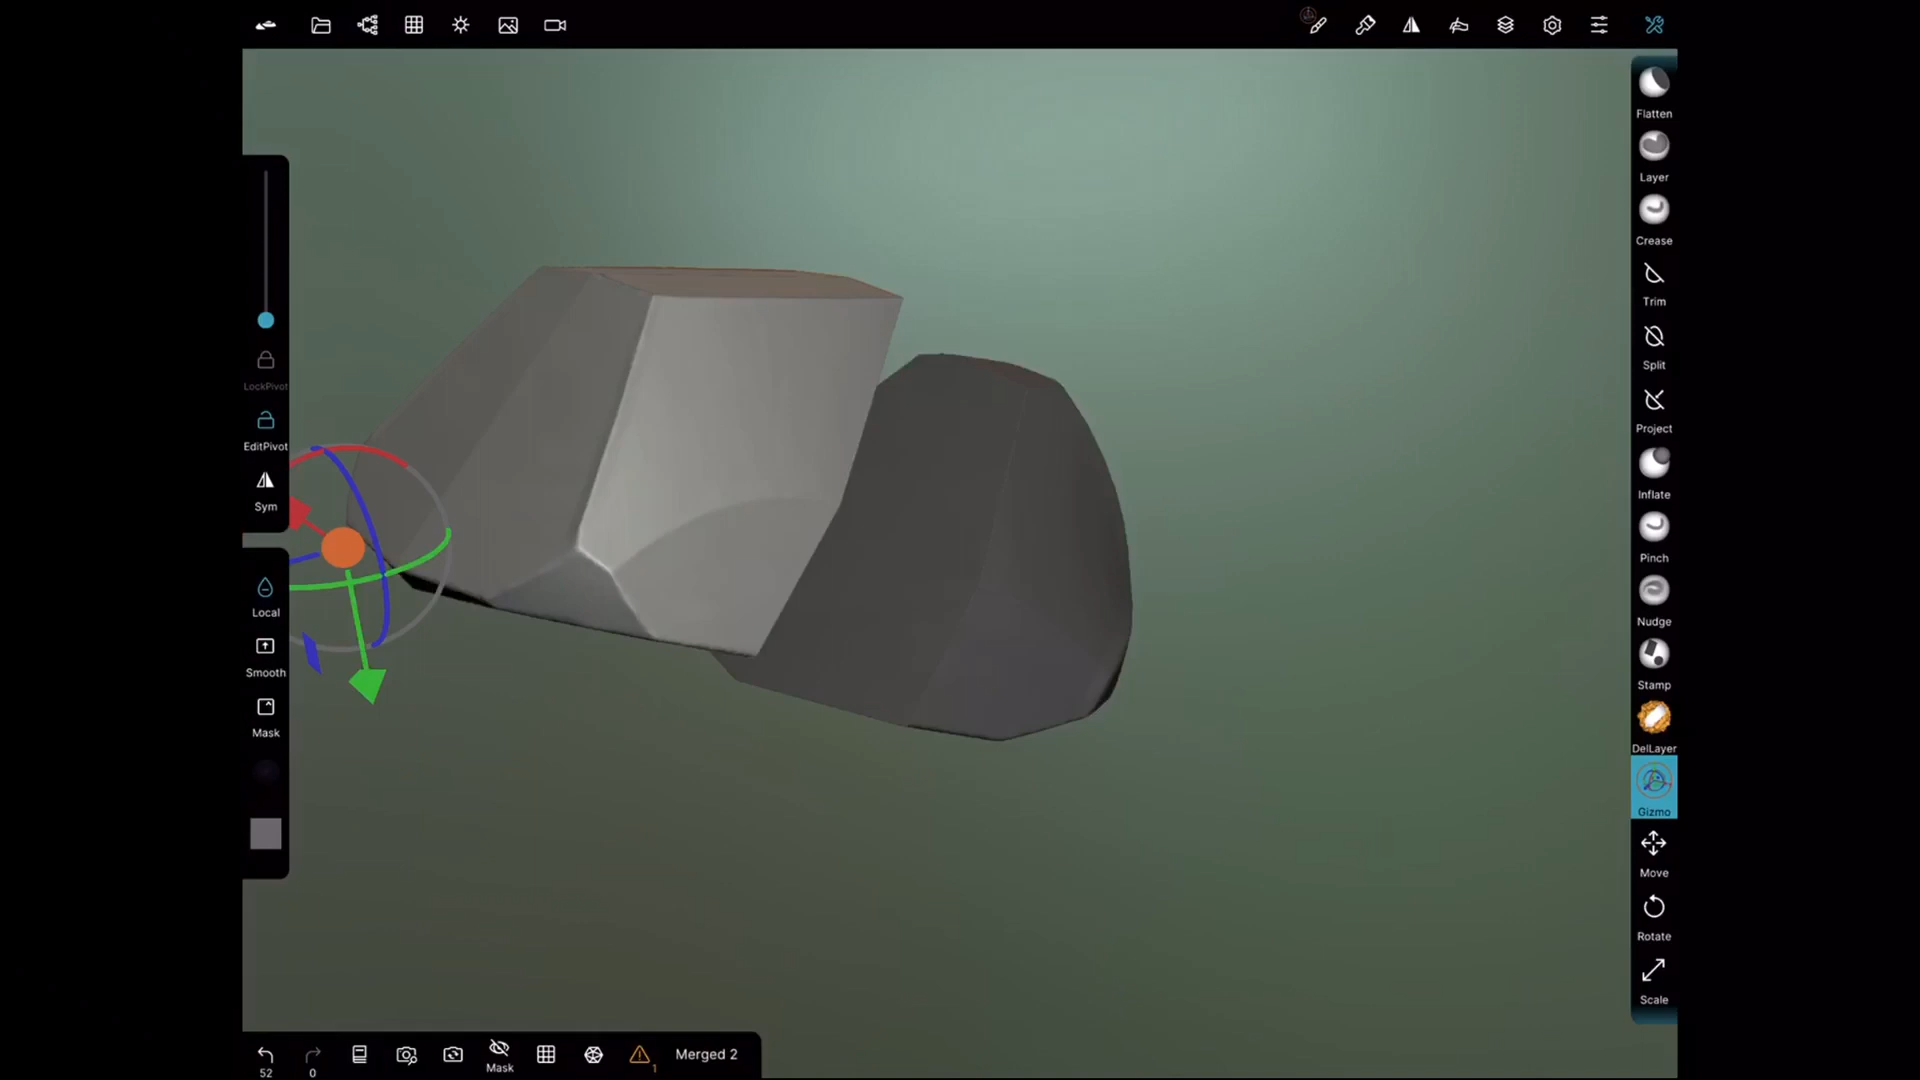 LockPivot
EditPivot
Sym
Local
Smooth
Mask
Flatten
Layer
Crease
Trim
Split
Project
Inflate
Pinch
Nudge
Stamp
DelLayer
Gizmo
Move
Rotate
Scale
52
0
Mask
1
Merged 2